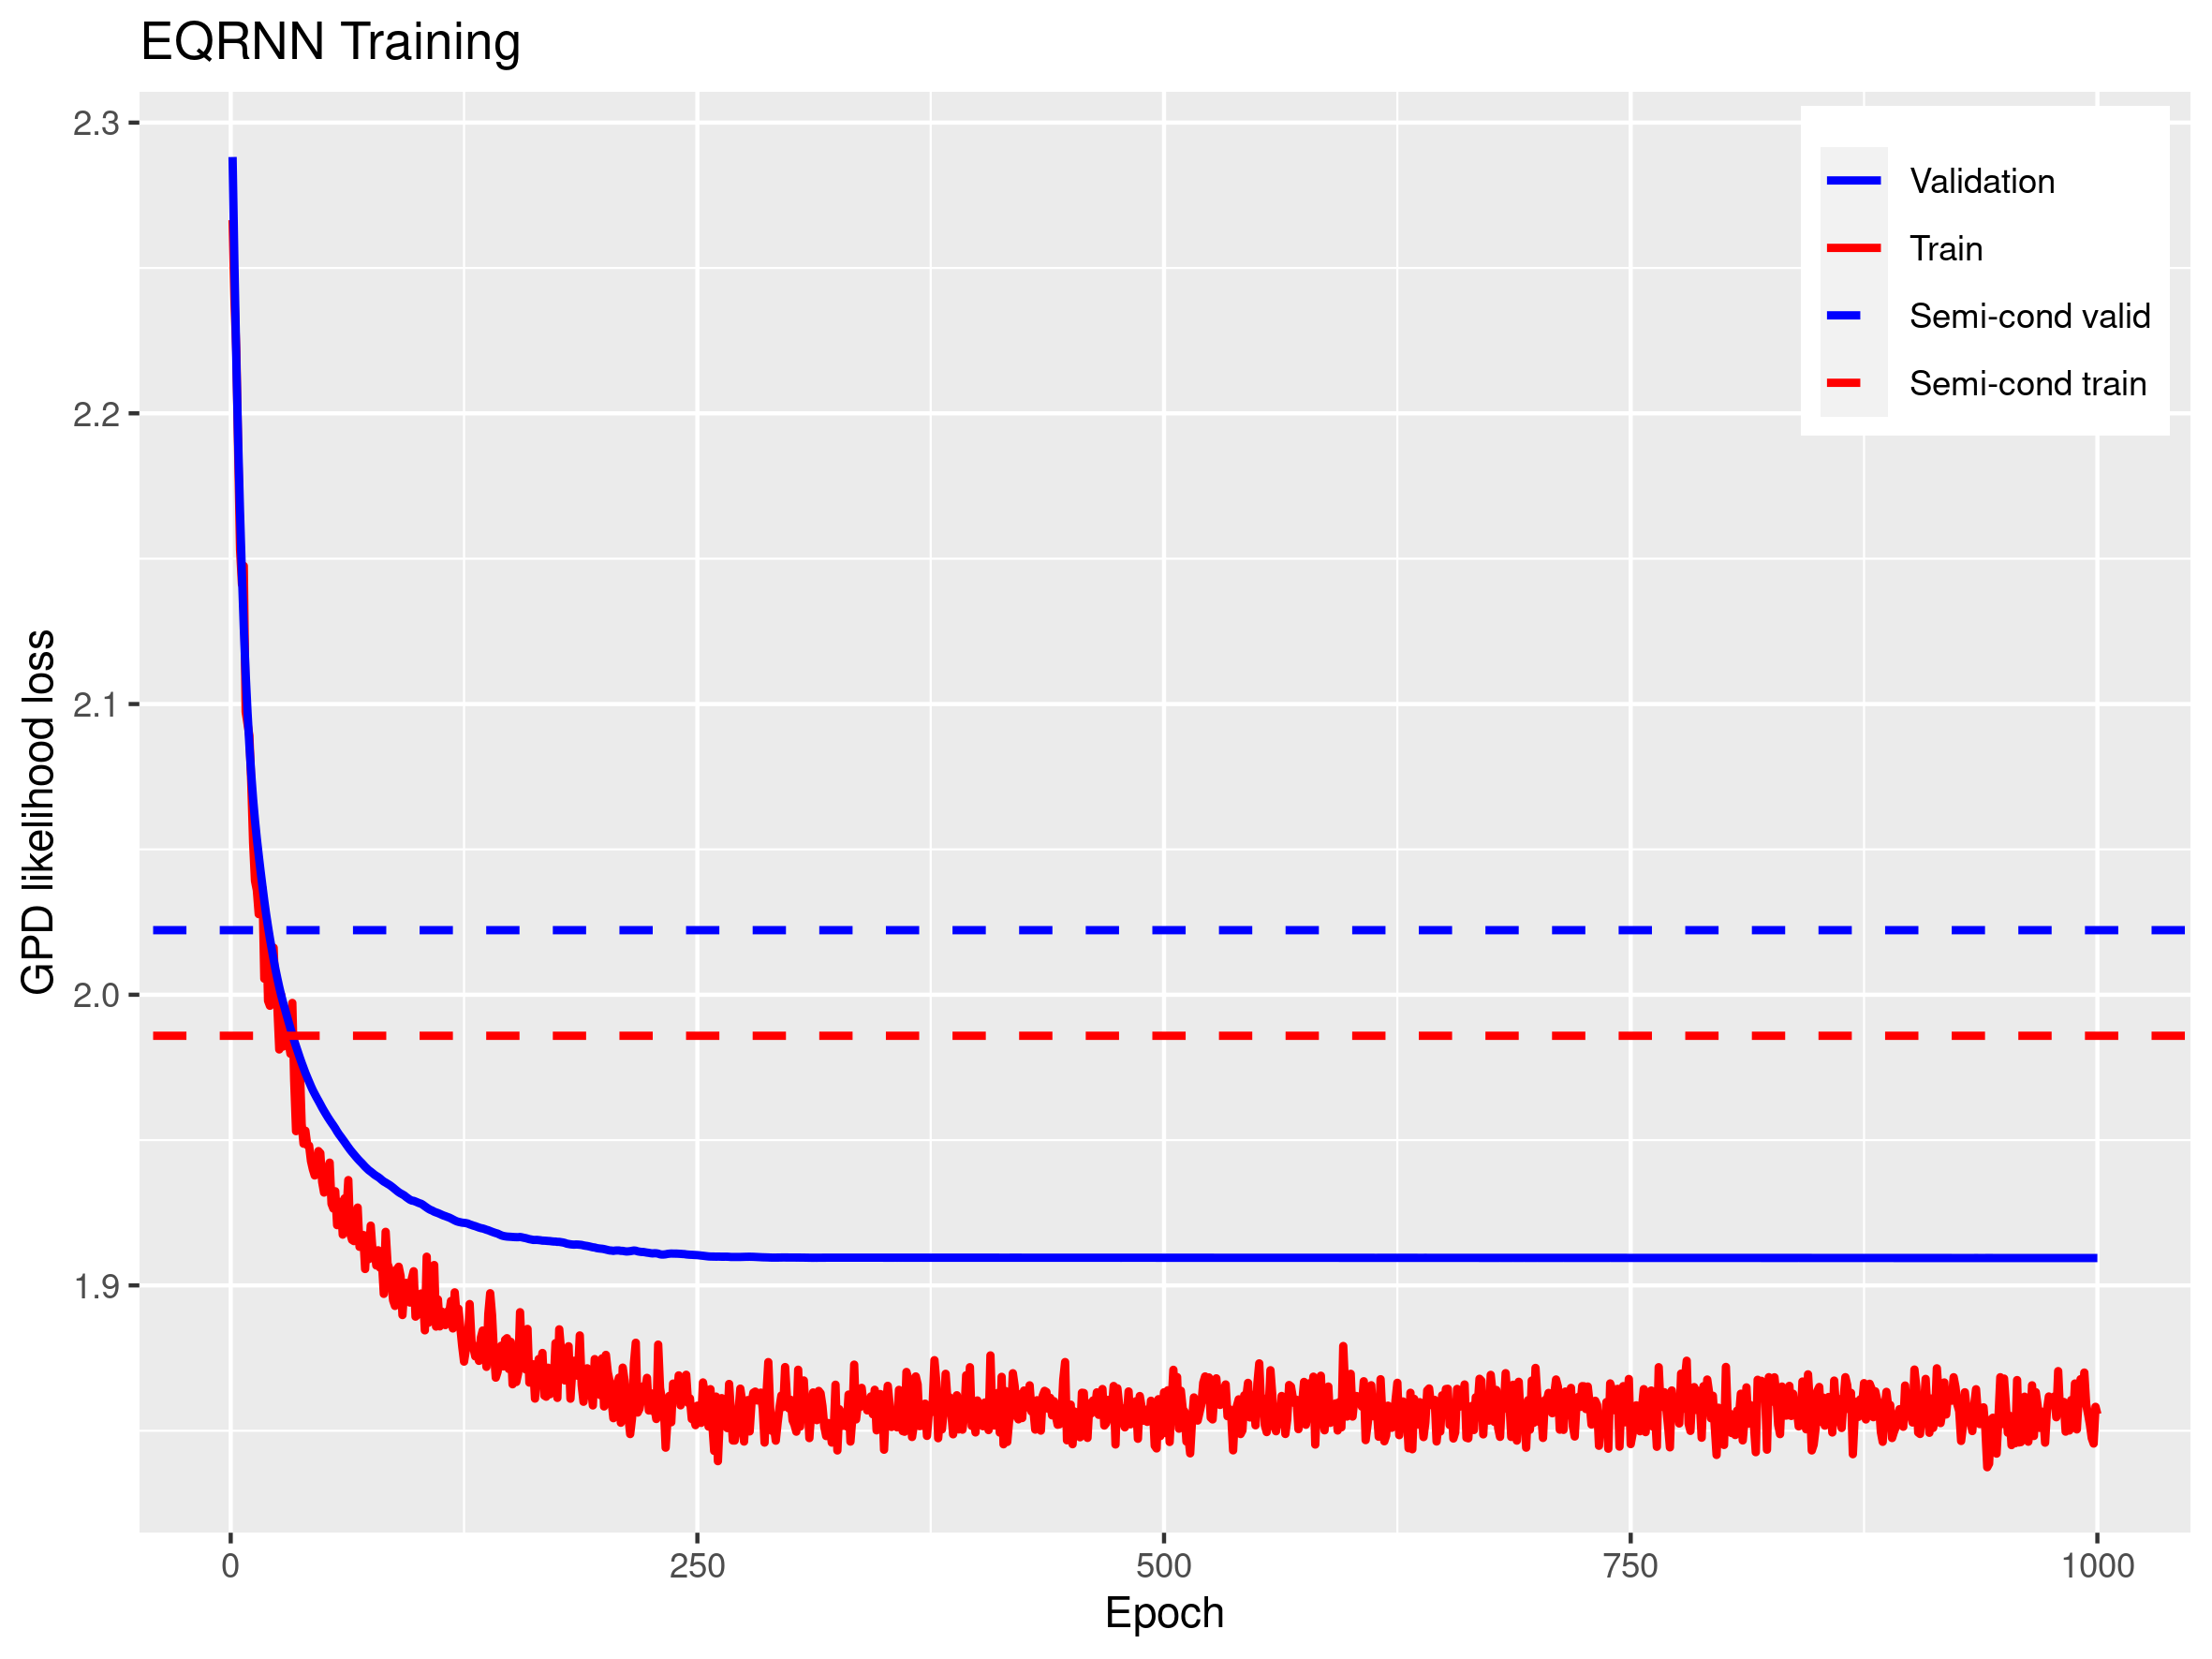 EQRNN Training
GPD likelihood loss
2.3
2.2
2.1
2.0
1.9
Validation
Train
Semi-cond valid
Semi-cond train
0 250 500 750 1000
Epoch